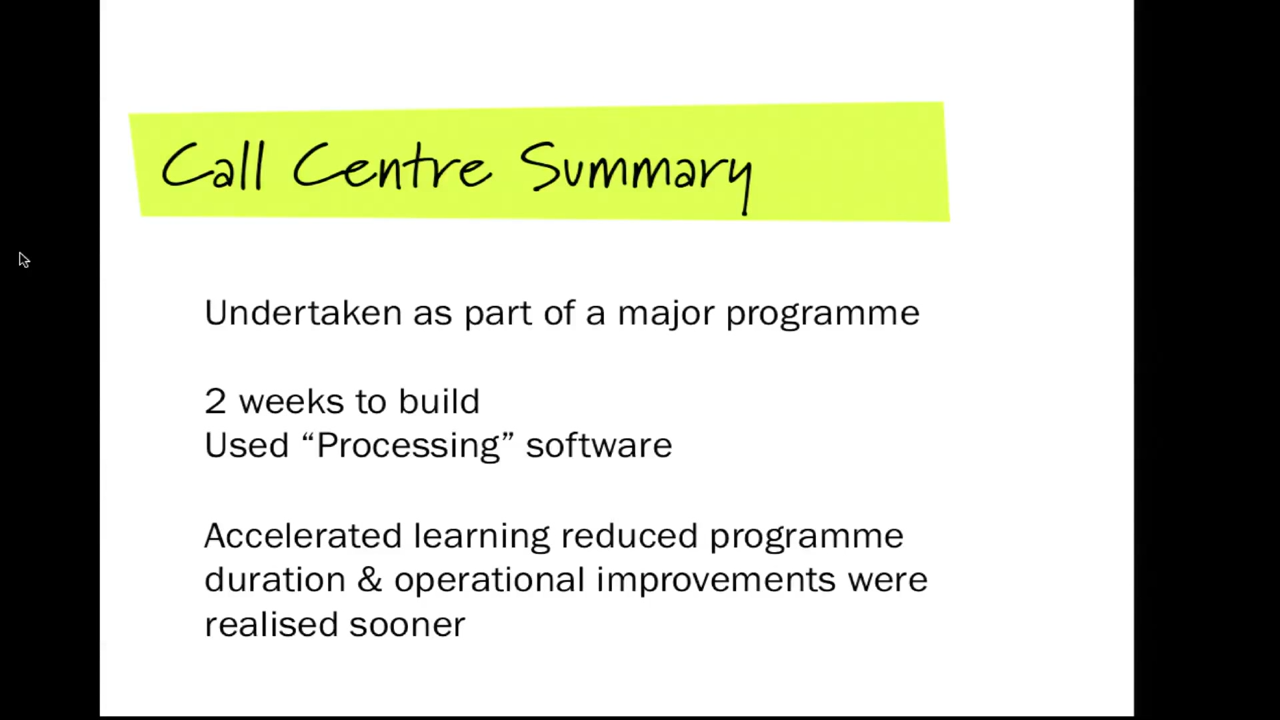 Call Centre Summary
Undertaken as part of a major programme
2 weeks to build
Used “Processing” software
Accelerated learning reduced programme
duration & operational improvements were
realised sooner